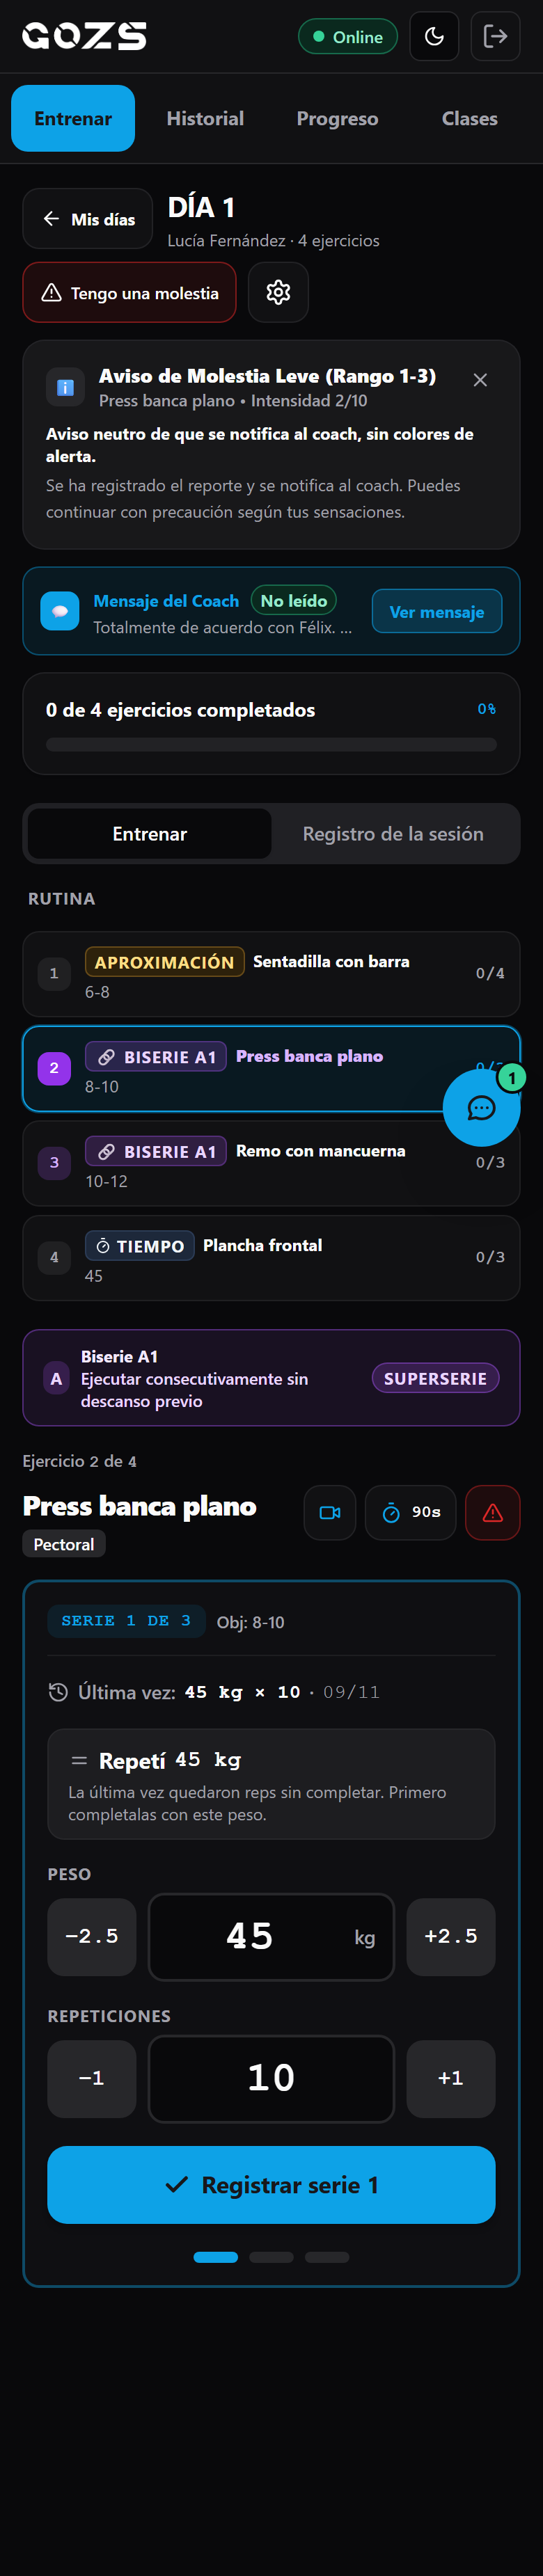 GOZS
Online
Entrenar
Historial
Progreso
Clases
Mis días
DÍA 1
Lucía Fernández · 4 ejercicios
Tengo una molestia
Aviso de Molestia Leve (Rango 1-3)
Press banca plano • Intensidad 2/10
Aviso neutro de que se notifica al coach, sin colores de
alerta.
Se ha registrado el reporte y se notifica al coach. Puedes
continuar con precaución según tus sensaciones.
Mensaje del Coach
No leído
Totalmente de acuerdo con Félix. ...
Ver mensaje
0 de 4 ejercicios completados
0%
Entrenar
Registro de la sesión
RUTINA
1
APROXIMACIÓN
Sentadilla con barra
6-8
0/4
2
BISERIE A1
Press banca plano
8-10
1
3
BISERIE A1
Remo con mancuerna
10-12
0/3
4
TIEMPO
Plancha frontal
45
0/3
A
Biserie A1
Ejecutar consecutivamente sin
descanso previo
SUPERSERIE
Ejercicio 2 de 4
Press banca plano
90s
Pectoral
SERIE 1 DE 3
Obj: 8-10
Última vez: 45 kg × 10 · 09/11
= Repetí 45 kg
La última vez quedaron reps sin completar. Primero
completalas con este peso.
PESO
−2.5
45
kg
+2.5
REPETICIONES
−1
10
+1
Registrar serie 1